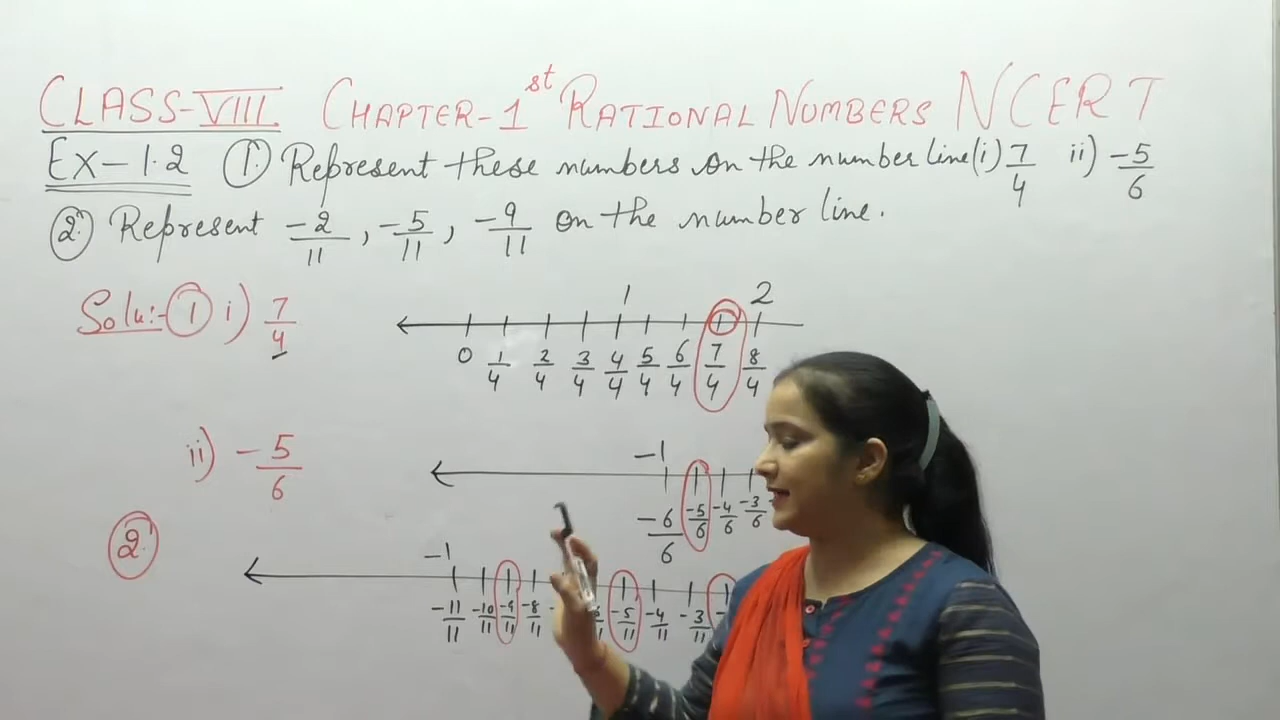 CLASS-VIII CHAPTER-1st RATIONAL NUMBERS NCERT
Ex-1.2 ① Represent these numbers on the number line (i) 7/4 ii) -5/6
② Represent -2/11, -5/11, -9/11 on the number line.
Solu:- ① i) 7/4
1 2
0 1/4 2/4 3/4 4/4 5/4 6/4 7/4 8/4
ii) -5/6
-1
-6/6 -5/6 -4/6 -3/6
②
-1
-11/11 -10/11 -9/11 -8/11 -5/11 -4/11 -3/11